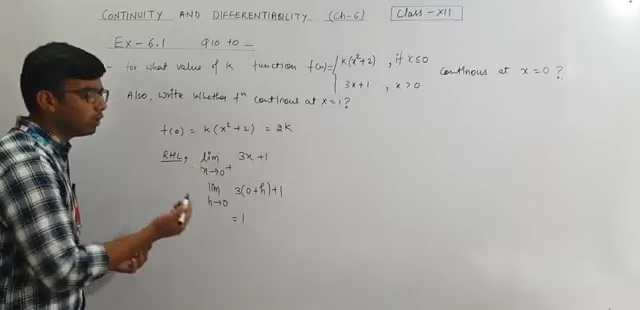 CONTINUITY AND DIFFERENTIABILITY (Ch-6) Class - XII
Ex-6.1 Q10 to _
- for what value of k function f(x) = { k(x²+2) , if x≤0
3x+1 , x>0 continous at x=0 ?
Also, write whether fⁿ continous at x=1 ?
f(0) = k(x²+2) = 2k
RHL, lim x→0⁺ 3x+1
lim h→0 3(0+h)+1
=1